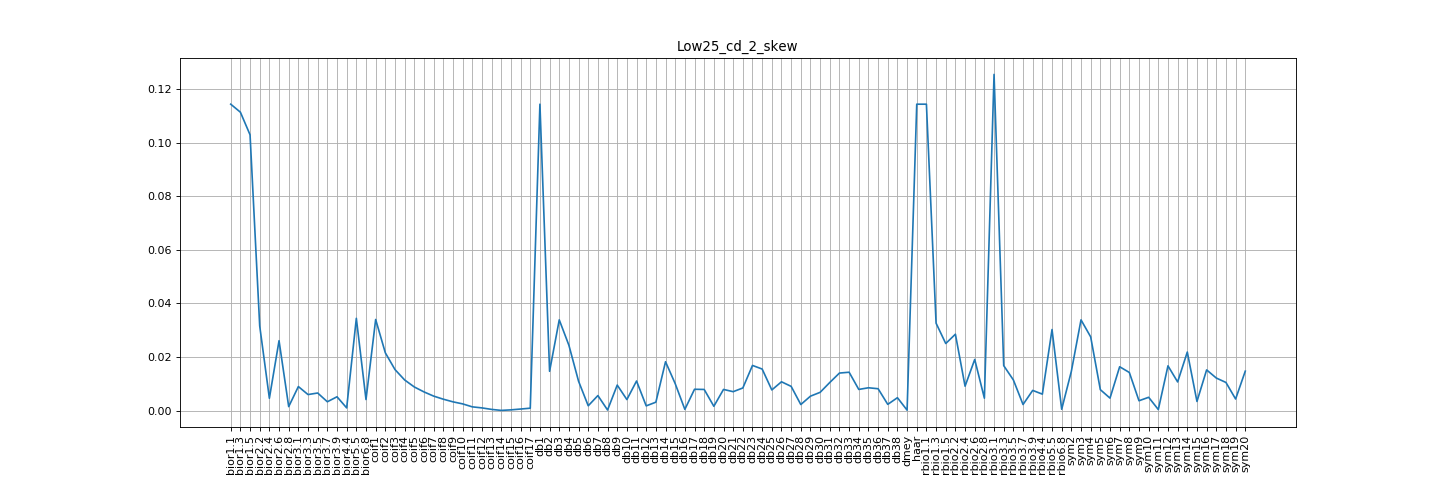 Low25_cd_2_skew
0.12
0.10
0.08
0.06
0.04
0.02
0.00
bior1.1
bior1.3
bior1.5
bior2.2
bior2.4
bior2.6
bior2.8
bior3.1
bior3.3
bior3.5
bior3.7
bior3.9
bior4.4
bior5.5
bior6.8
coif1
coif2
coif3
coif4
coif5
coif6
coif7
coif8
coif9
coif10
coif11
coif12
coif13
coif14
coif15
coif16
coif17
db1
db2
db3
db4
db5
db6
db7
db8
db9
db10
db11
db12
db13
db14
db15
db16
db17
db18
db19
db20
db21
db22
db23
db24
db25
db26
db27
db28
db29
db30
db31
db32
db33
db34
db35
db36
db37
db38
dmey
haar
rbio1.1
rbio1.3
rbio1.5
rbio2.2
rbio2.4
rbio2.6
rbio2.8
rbio3.1
rbio3.3
rbio3.5
rbio3.7
rbio3.9
rbio4.4
rbio5.5
rbio6.8
sym2
sym3
sym4
sym5
sym6
sym7
sym8
sym9
sym10
sym11
sym12
sym13
sym14
sym15
sym16
sym17
sym18
sym19
sym20